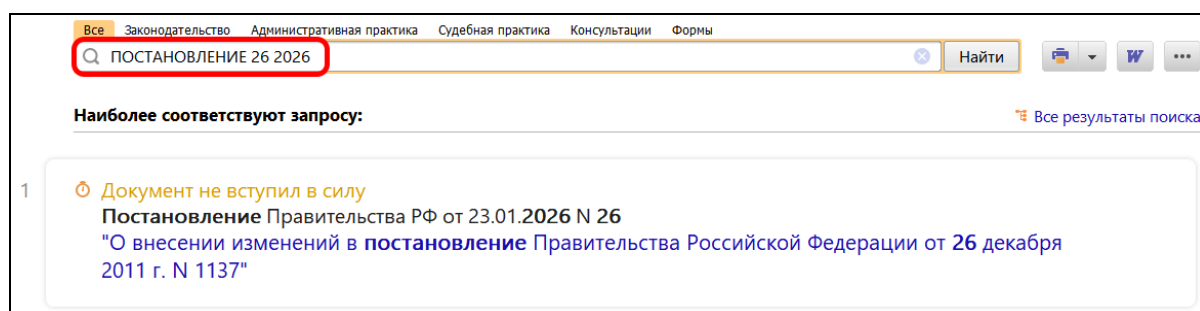 Все Законодательство Административная практика Судебная практика Консультации Формы
ПОСТАНОВЛЕНИЕ 26 2026 Найти W
Наиболее соответствуют запросу: Все результаты поиска
1 Документ не вступил в силу
Постановление Правительства РФ от 23.01.2026 N 26
"О внесении изменений в постановление Правительства Российской Федерации от 26 декабря
2011 г. N 1137"